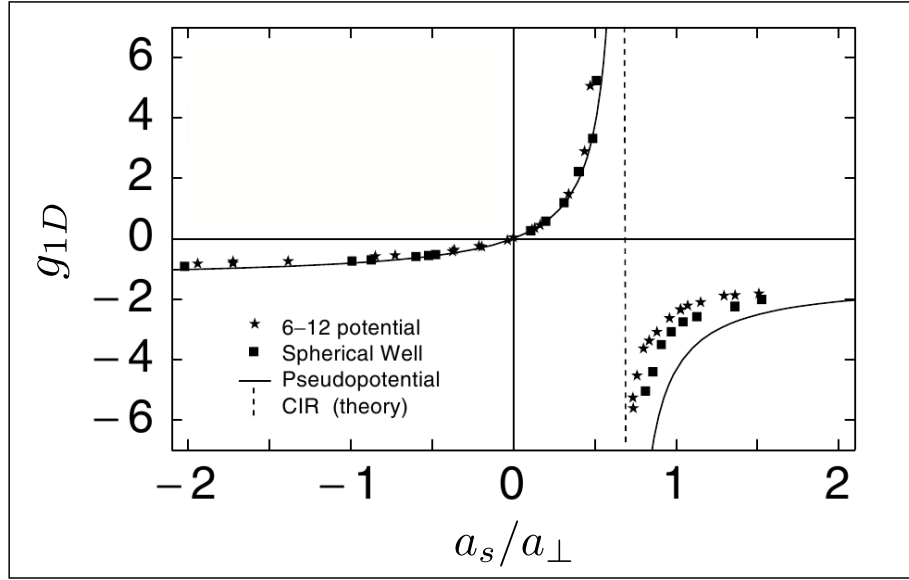 6
4
2
0
−2
−4
−6
g1D
6−12 potential
Spherical Well
Pseudopotential
CIR (theory)
−2 −1 0 1 2
as/a⊥